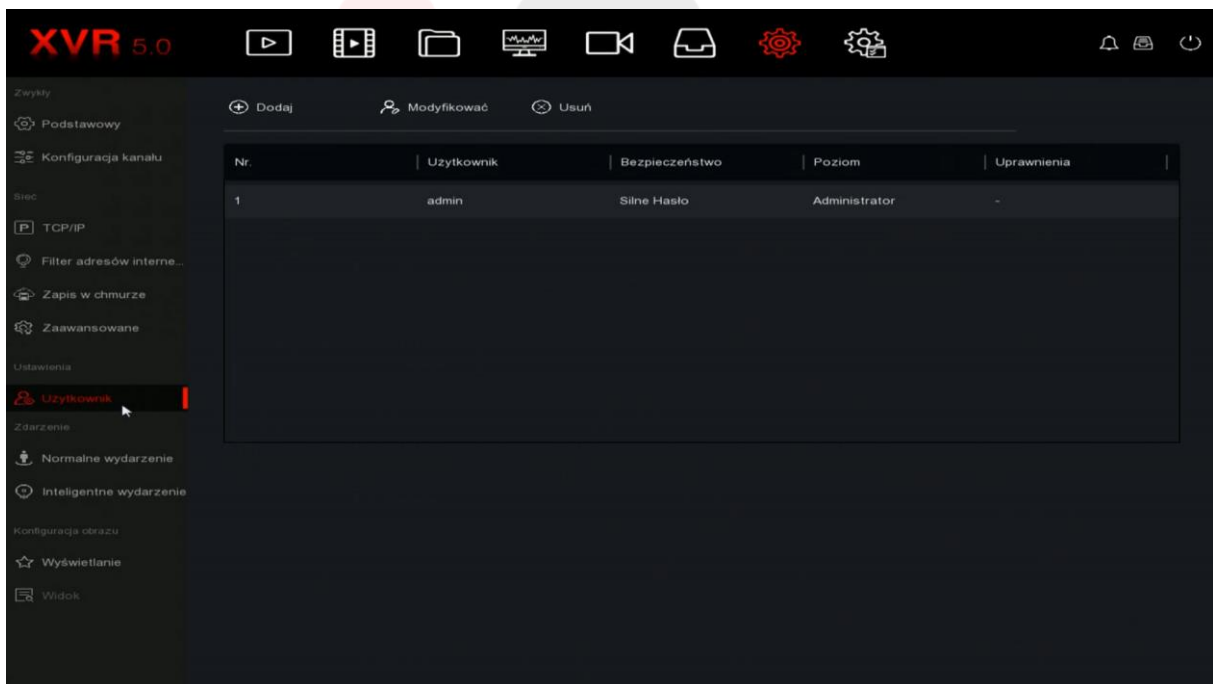 XVR 5.0
Zwykły
Podstawowy
Konfiguracja kanału
Sieć
P TCP/IP
Filter adresów interne...
Zapis w chmurze
Zaawansowane
Ustawienia
Użytkownik
Zdarzenie
Normalne wydarzenie
Inteligentne wydarzenie
Konfiguracja obrazu
Wyświetlanie
Widok
Dodaj Modyfikować Usuń
Nr. Użytkownik Bezpieczeństwo Poziom Uprawnienia
1 admin Silne Hasło Administrator -